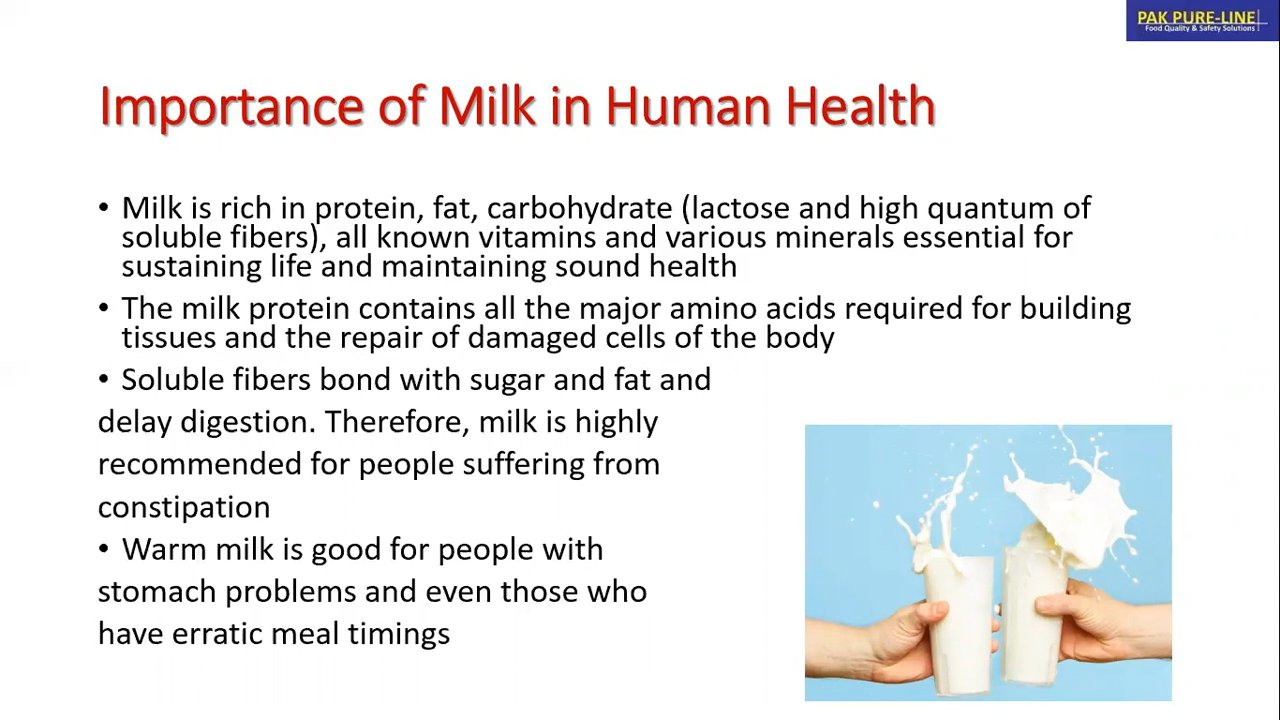 PAK PURE-LINE
Food Quality & Safety Solutions
Importance of Milk in Human Health
• Milk is rich in protein, fat, carbohydrate (lactose and high quantum of
soluble fibers), all known vitamins and various minerals essential for
sustaining life and maintaining sound health
• The milk protein contains all the major amino acids required for building
tissues and the repair of damaged cells of the body
• Soluble fibers bond with sugar and fat and
delay digestion. Therefore, milk is highly
recommended for people suffering from
constipation
• Warm milk is good for people with
stomach problems and even those who
have erratic meal timings